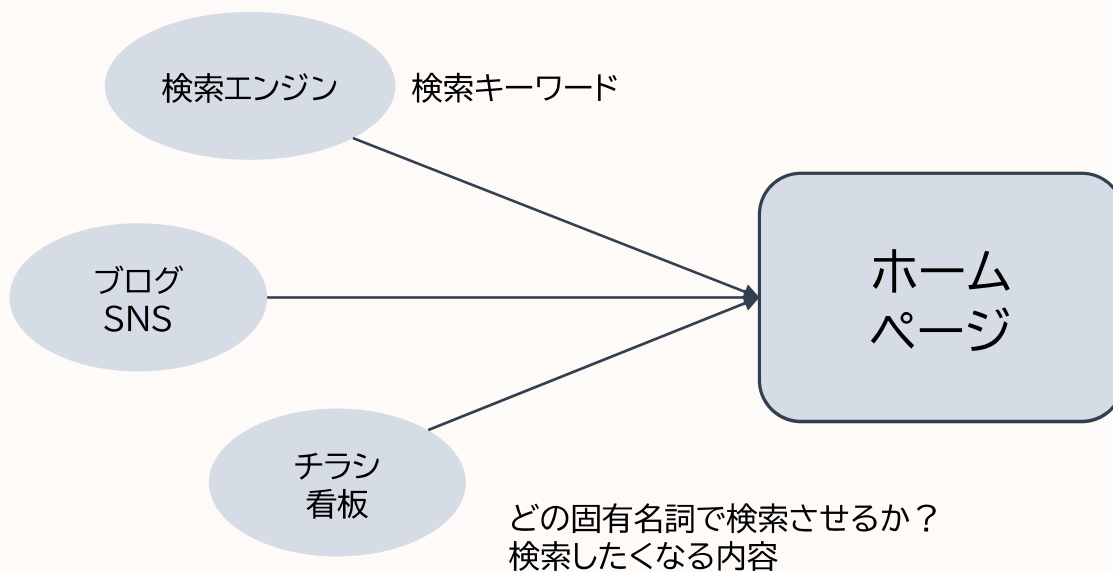 検索エンジン
検索キーワード
ブログ
SNS
ホーム
ページ
チラシ
看板
どの固有名詞で検索させるか？
検索したくなる内容